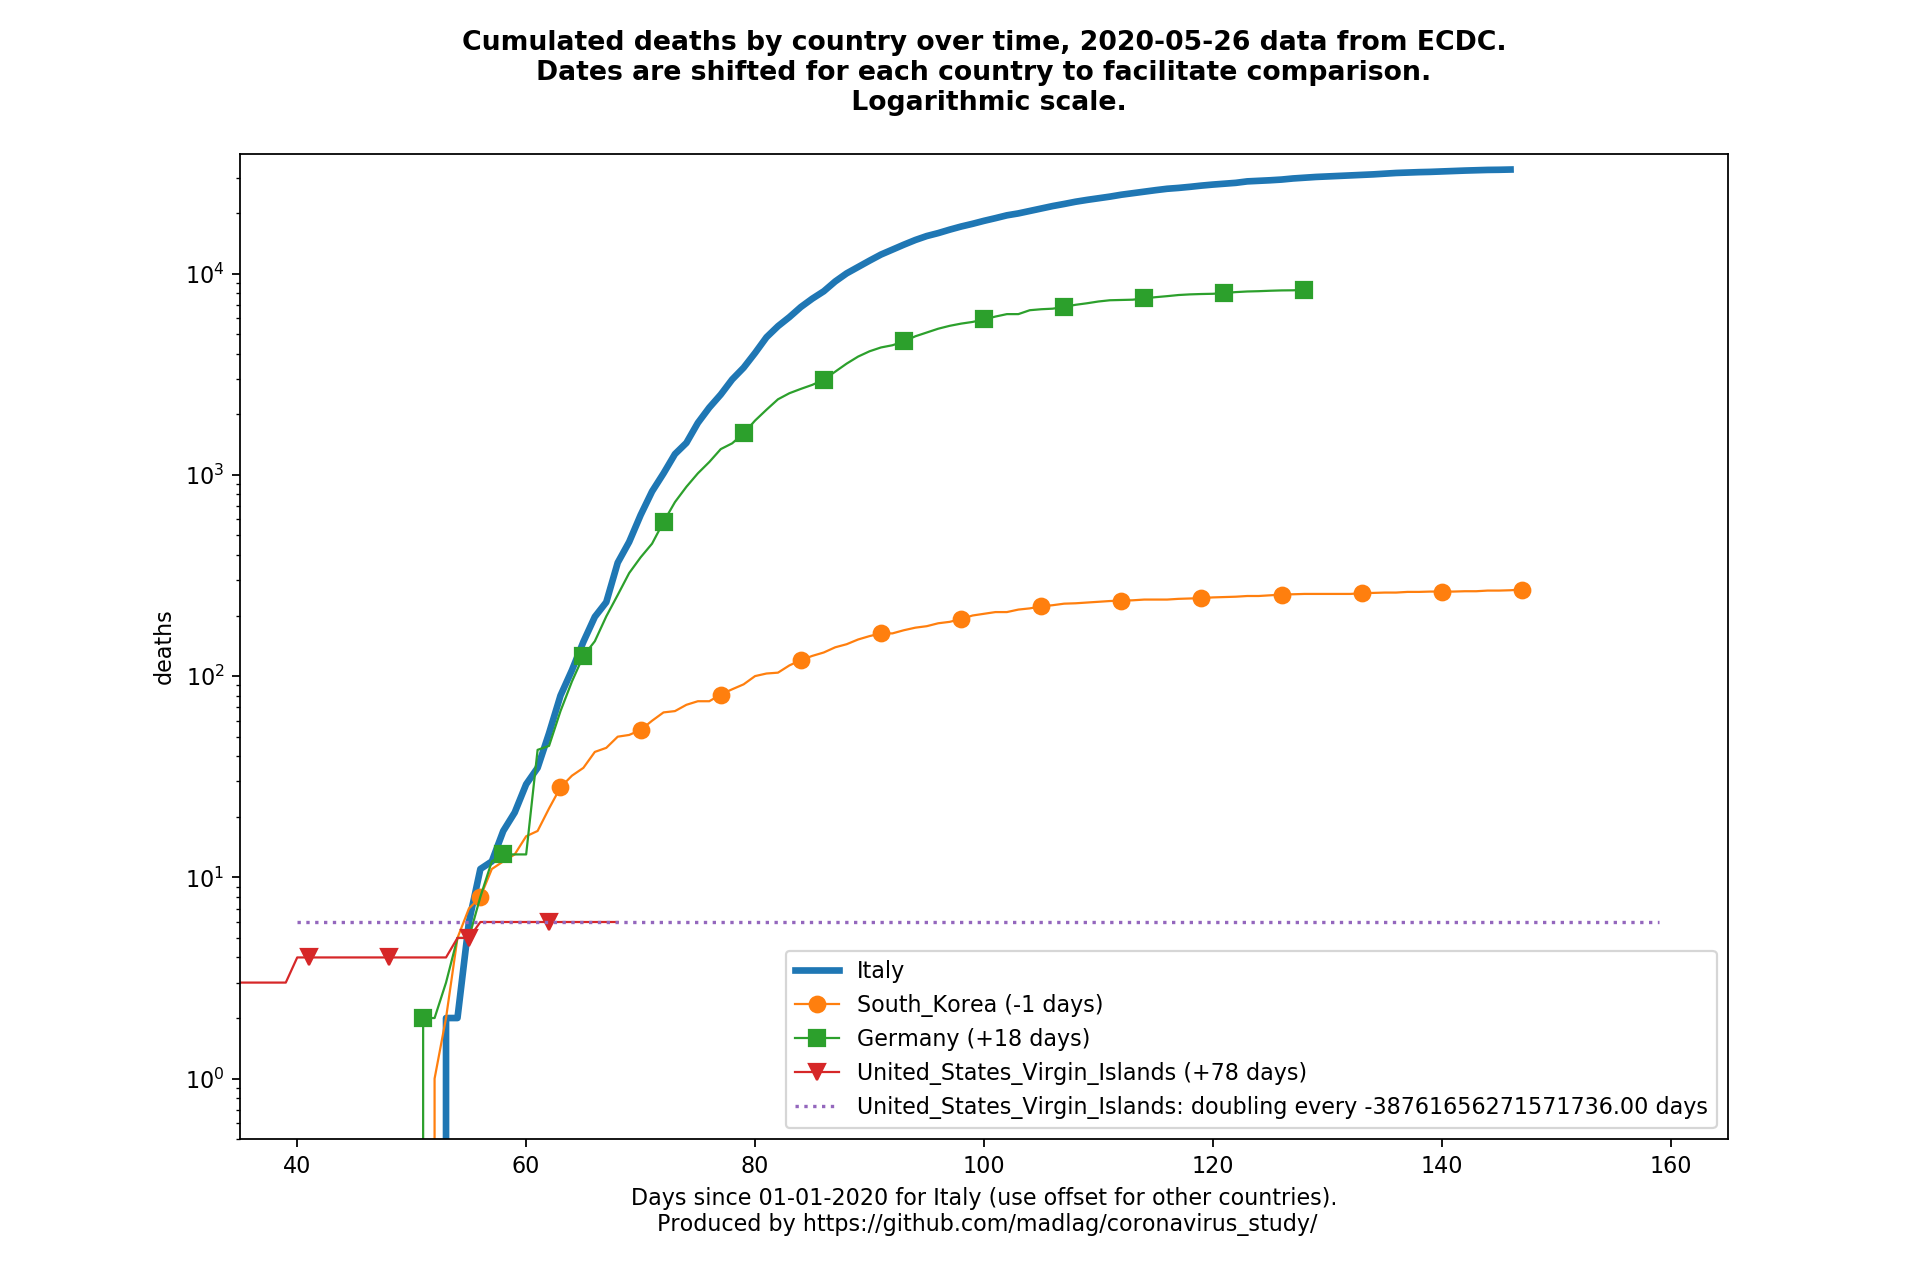 Cumulated deaths by country over time, 2020-05-26 data from ECDC.
Dates are shifted for each country to facilitate comparison.
Logarithmic scale.
10⁴
10³
10²
10¹
10⁰
deaths
Italy
South_Korea (-1 days)
Germany (+18 days)
United_States_Virgin_Islands (+78 days)
United_States_Virgin_Islands: doubling every -38761656271571736.00 days
40 60 80 100 120 140 160
Days since 01-01-2020 for Italy (use offset for other countries).
Produced by https://github.com/madlag/coronavirus_study/